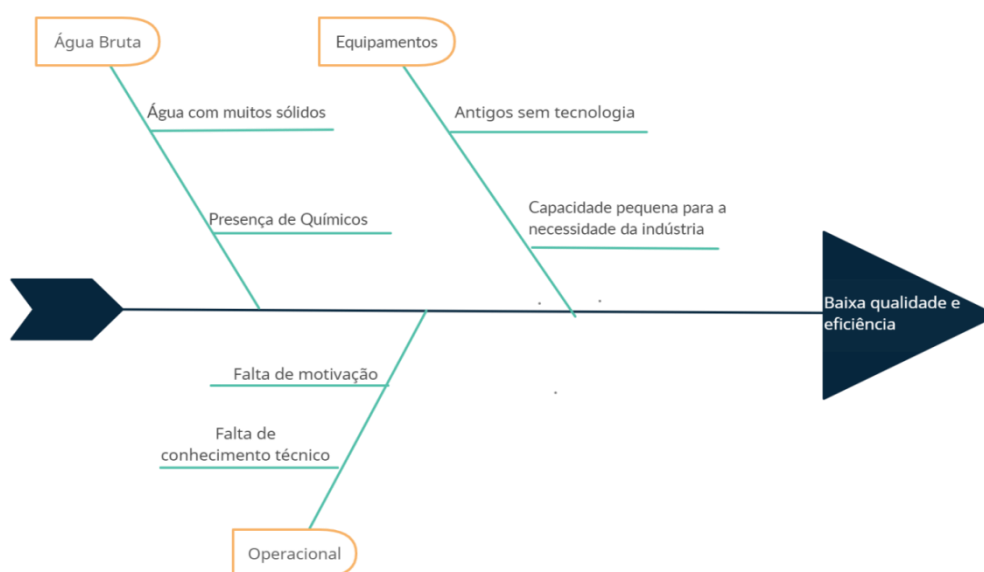 Água Bruta
Equipamentos
Água com muitos sólidos
Antigos sem tecnologia
Presença de Químicos
Capacidade pequena para a
necessidade da indústria
Baixa qualidade e
eficiência
Falta de motivação
Falta de
conhecimento técnico
Operacional